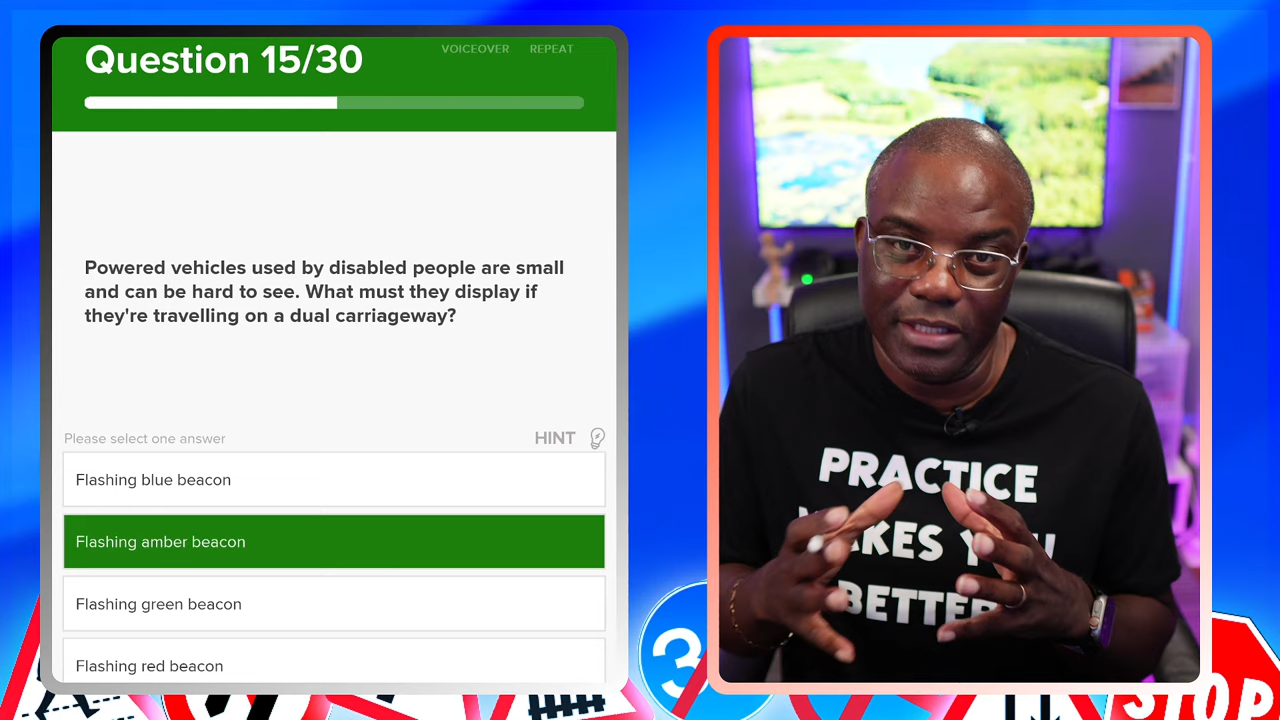 Question 15/30
VOICEOVER REPEAT
Powered vehicles used by disabled people are small
and can be hard to see. What must they display if
they're travelling on a dual carriageway?
Please select one answer
HINT
Flashing blue beacon
Flashing amber beacon
Flashing green beacon
Flashing red beacon
PRACTICE
BETTER
3
STOP